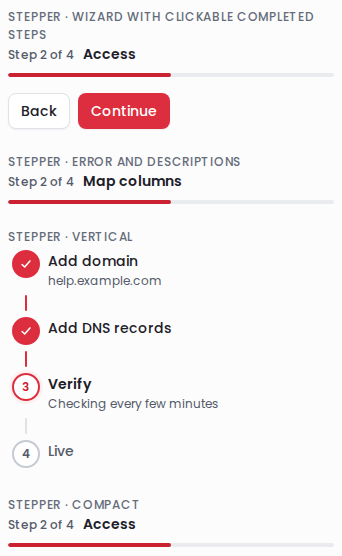 STEPPER · WIZARD WITH CLICKABLE COMPLETED
STEPS
Step 2 of 4 Access
Back Continue
STEPPER · ERROR AND DESCRIPTIONS
Step 2 of 4 Map columns
STEPPER · VERTICAL
Add domain
help.example.com
Add DNS records
3 Verify
Checking every few minutes
4 Live
STEPPER · COMPACT
Step 2 of 4 Access